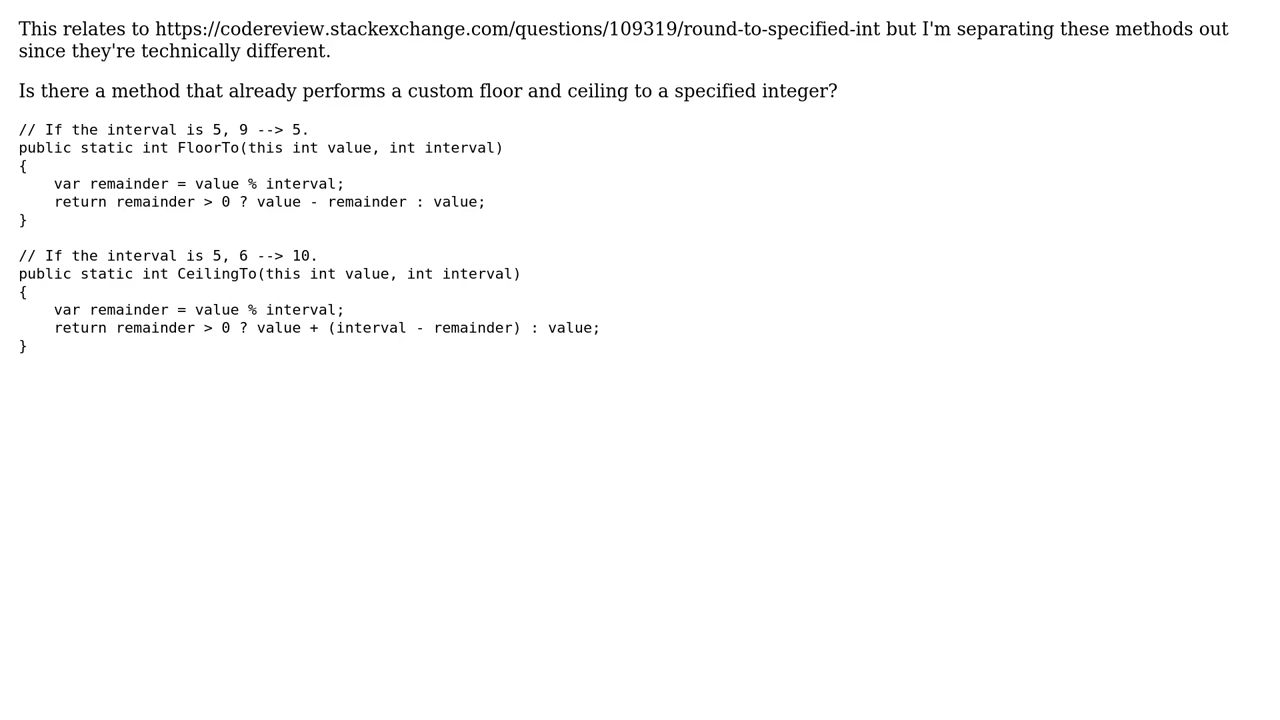 This relates to https://codereview.stackexchange.com/questions/109319/round-to-specified-int but I'm separating these methods out
since they're technically different.
Is there a method that already performs a custom floor and ceiling to a specified integer?
// If the interval is 5, 9 --> 5.
public static int FloorTo(this int value, int interval)
{
    var remainder = value % interval;
    return remainder > 0 ? value - remainder : value;
}
// If the interval is 5, 6 --> 10.
public static int CeilingTo(this int value, int interval)
{
    var remainder = value % interval;
    return remainder > 0 ? value + (interval - remainder) : value;
}